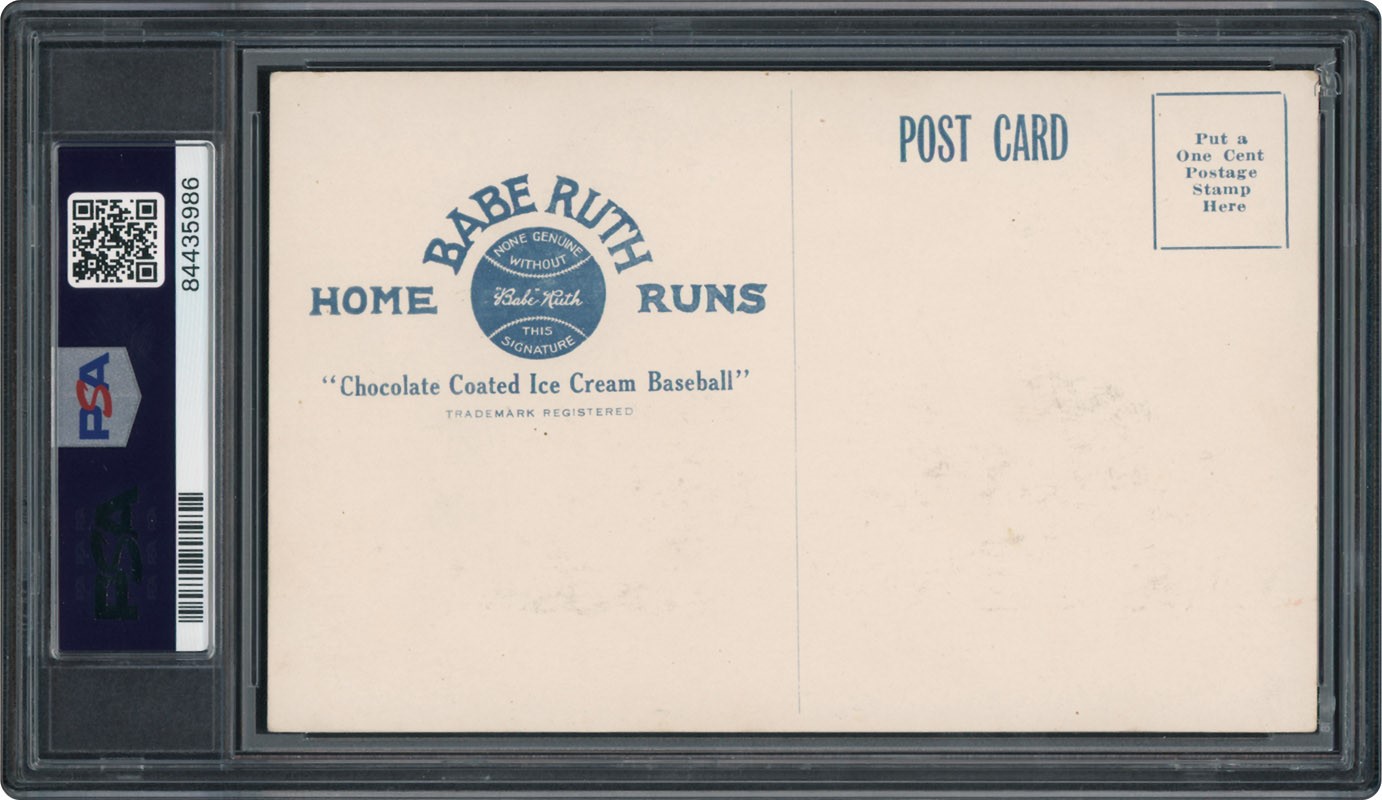 84435986
PSA
PSA
BABE RUTH
HOME RUNS
NONE GENUINE
WITHOUT
"Babe" Ruth
THIS
SIGNATURE
“Chocolate Coated Ice Cream Baseball”
TRADEMARK REGISTERED
POST CARD
Put a
One Cent
Postage
Stamp
Here